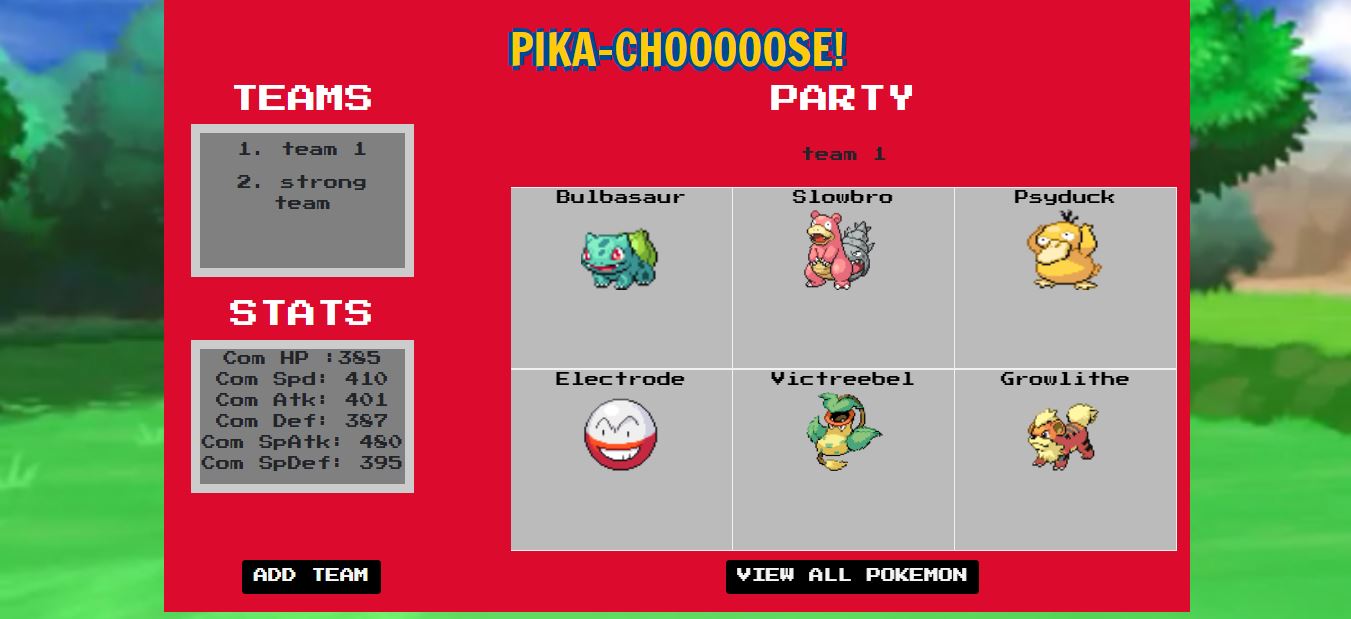 PIKA-CHOOOOOSE!
TEAMS
1. team 1
2. strong
team
STATS
Com HP :385
Com Spd: 410
Com Atk: 401
Com Def: 387
Com SpAtk: 480
Com SpDef: 395
ADD TEAM
PARTY
team 1
Bulbasaur
Slowbro
Psyduck
Electrode
Victreebel
Growlithe
VIEW ALL POKEMON